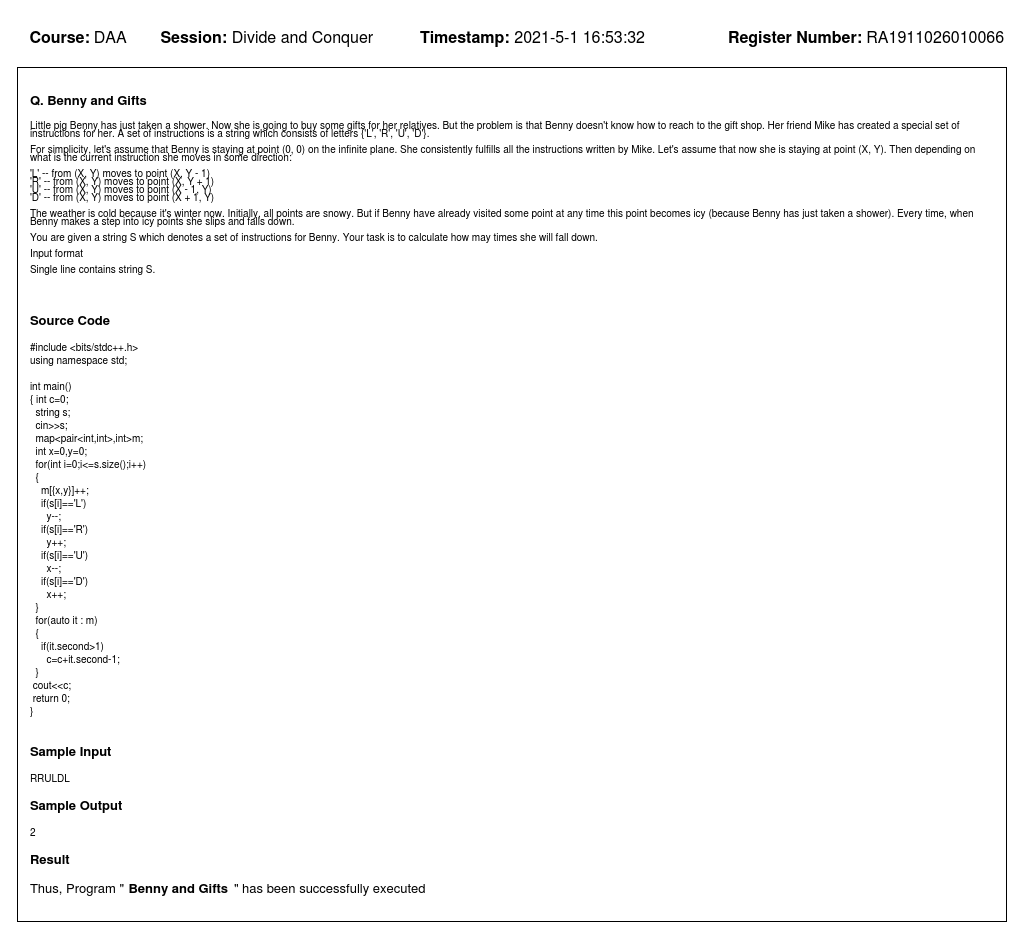 Course: DAA Session: Divide and Conquer Timestamp: 2021-5-1 16:53:32 Register Number: RA1911026010066
Q. Benny and Gifts
Little pig Benny has just taken a shower. Now she is going to buy some gifts for her relatives. But the problem is that Benny doesn't know how to reach to the gift shop. Her friend Mike has created a special set of
instructions for her. A set of instructions is a string which consists of letters {'L', 'R', 'U', 'D'}.
For simplicity, let's assume that Benny is staying at point (0, 0) on the infinite plane. She consistently fulfills all the instructions written by Mike. Let's assume that now she is staying at point (X, Y). Then depending on
what is the current instruction she moves in some direction:
'L' -- from (X, Y) moves to point (X, Y - 1)
'R' -- from (X, Y) moves to point (X, Y + 1)
'U' -- from (X, Y) moves to point (X - 1, Y)
'D' -- from (X, Y) moves to point (X + 1, Y)
The weather is cold because it's winter now. Initially, all points are snowy. But if Benny have already visited some point at any time this point becomes icy (because Benny has just taken a shower). Every time, when
Benny makes a step into icy points she slips and falls down.
You are given a string S which denotes a set of instructions for Benny. Your task is to calculate how may times she will fall down.
Input format
Single line contains string S.
Source Code
#include <bits/stdc++.h>
using namespace std;
int main()
{ int c=0;
string s;
cin>>s;
map<pair<int,int>,int>m;
int x=0,y=0;
for(int i=0;i<=s.size();i++)
{
m[{x,y}]++;
if(s[i]=='L')
y--;
if(s[i]=='R')
y++;
if(s[i]=='U')
x--;
if(s[i]=='D')
x++;
}
for(auto it : m)
{
if(it.second>1)
c=c+it.second-1;
}
cout<<c;
return 0;
}
Sample Input
RRULDL
Sample Output
2
Result
Thus, Program " Benny and Gifts " has been successfully executed